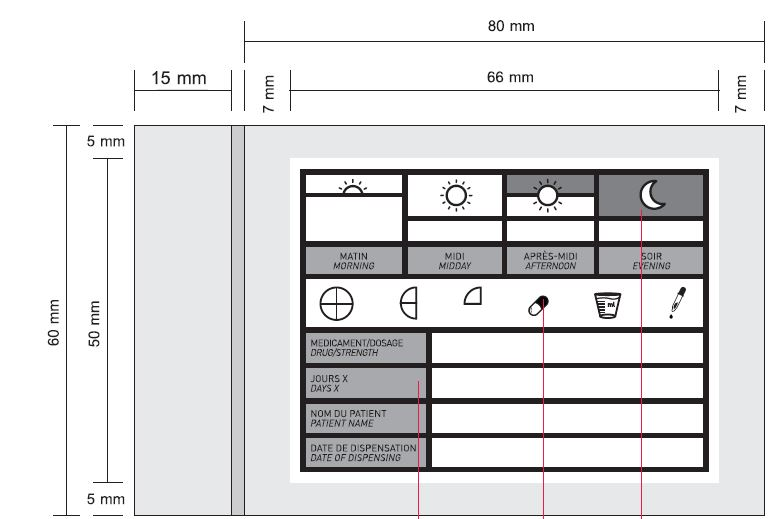 80 mm
15 mm
7 mm
66 mm
7 mm
5 mm
60 mm
50 mm
MATIN
MORNING
MIDI
MIDDAY
APRÈS-MIDI
AFTERNOON
SOIR
EVENING
ml
MEDICAMENT/DOSAGE
DRUG/STRENGTH
JOURS X
DAYS X
NOM DU PATIENT
PATIENT NAME
DATE DE DISPENSATION
DATE OF DISPENSING
5 mm